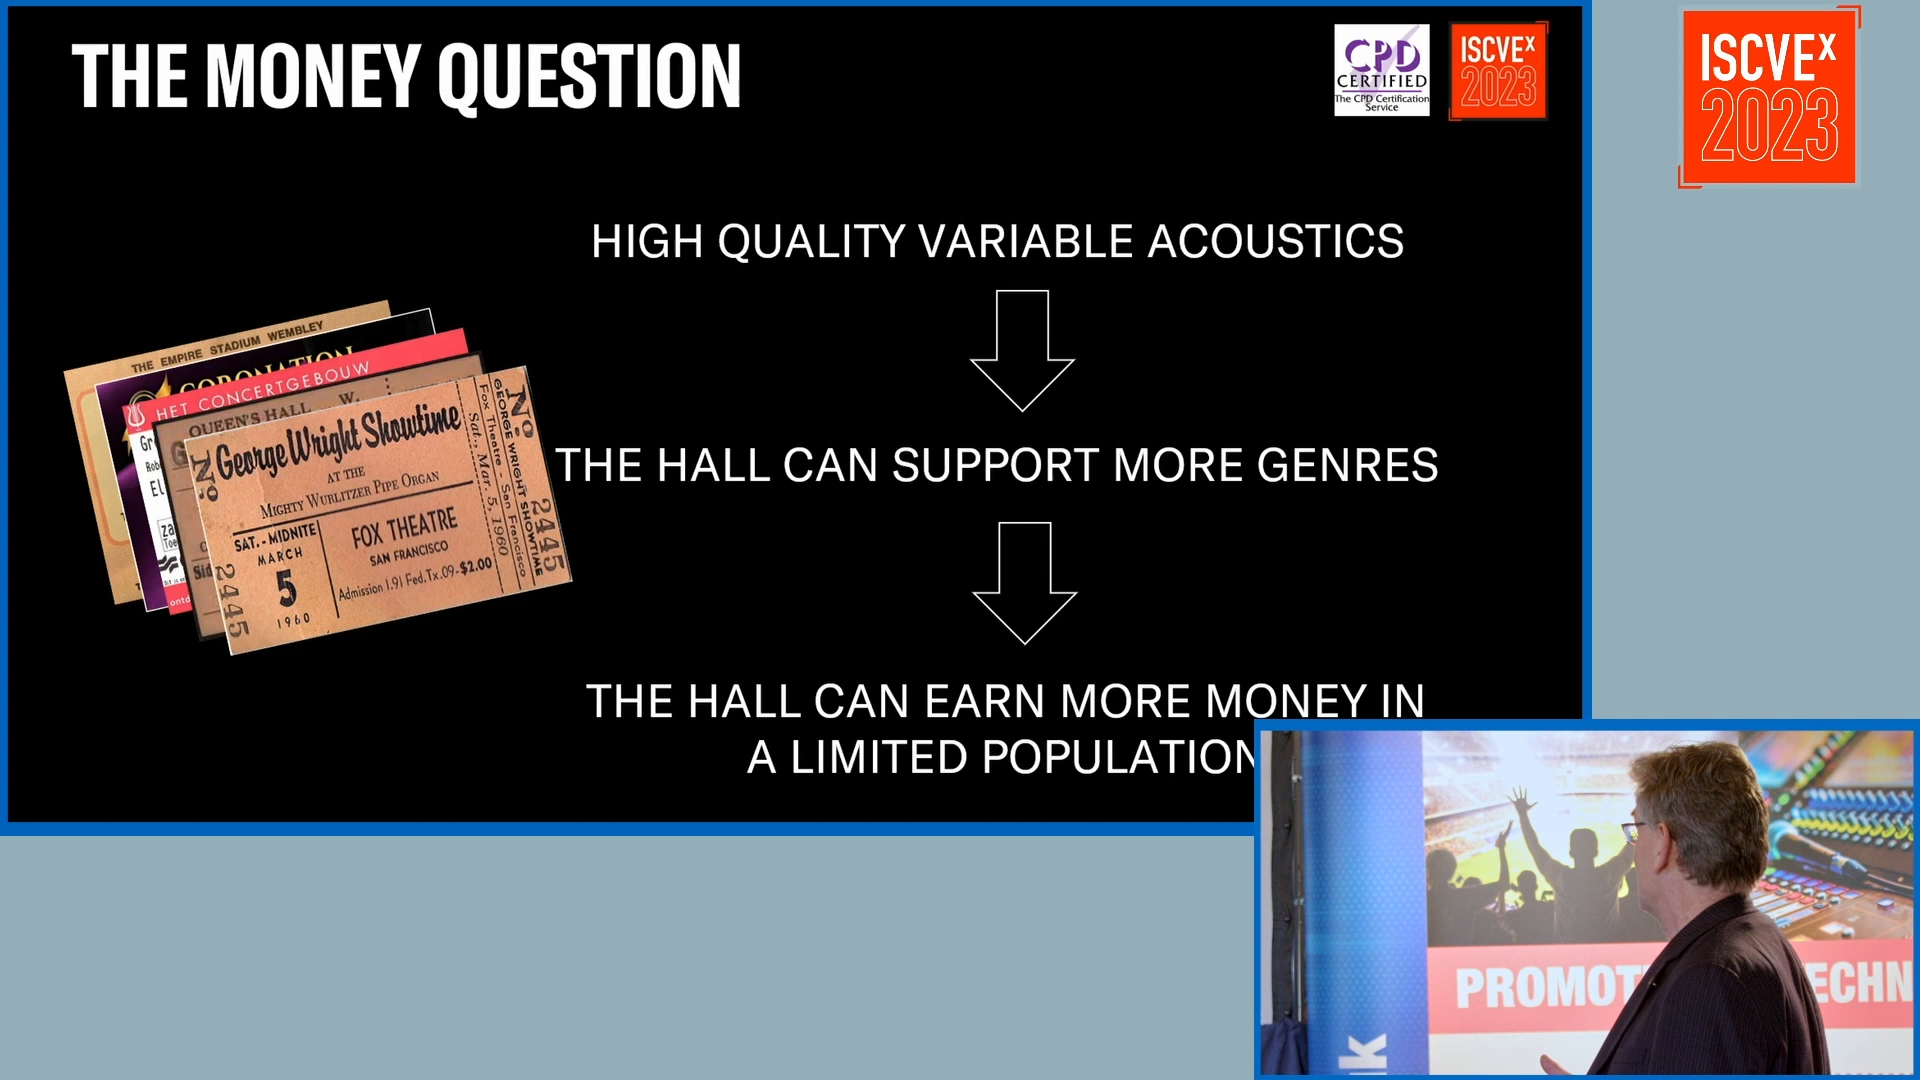 THE MONEY QUESTION
CPD
CERTIFIED
The CPD Certification
Service
ISCVEx
2023
ISCVEx
2023
HIGH QUALITY VARIABLE ACOUSTICS
THE HALL CAN SUPPORT MORE GENRES
THE HALL CAN EARN MORE MONEY IN
A LIMITED POPULATION
THE EMPIRE STADIUM WEMBLEY
CORONATION
HET CONCERTGEBOUW
QUEEN'S HALL W.
George Wright Showtime
AT THE
MIGHTY WURLITZER PIPE ORGAN
SAT.-MIDNITE
MARCH
5
1960
FOX THEATRE
SAN FRANCISCO
Admission 1.91 Fed.Tx.09-$2.00
No
2445
Sat., Mar. 5, 1960
Fox Theatre - San Francisco
GEORGE WRIGHT SHOWTIME
No
2445
PROMOT ECHN